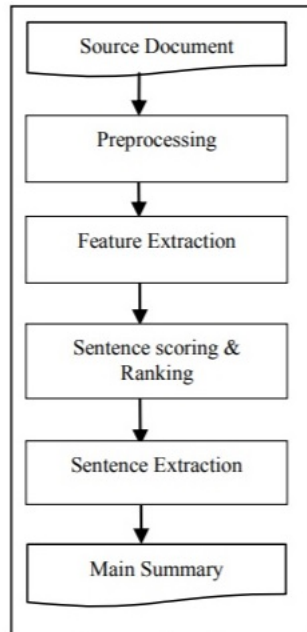 Source Document
Preprocessing
Feature Extraction
Sentence scoring &
Ranking
Sentence Extraction
Main Summary